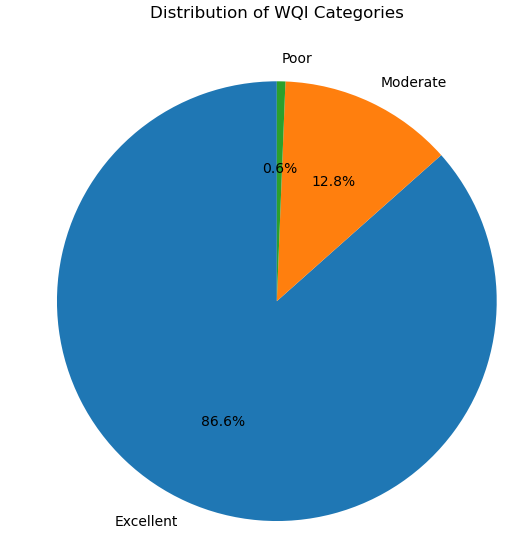 Distribution of WQI Categories
Poor
Moderate
0.6%
12.8%
86.6%
Excellent